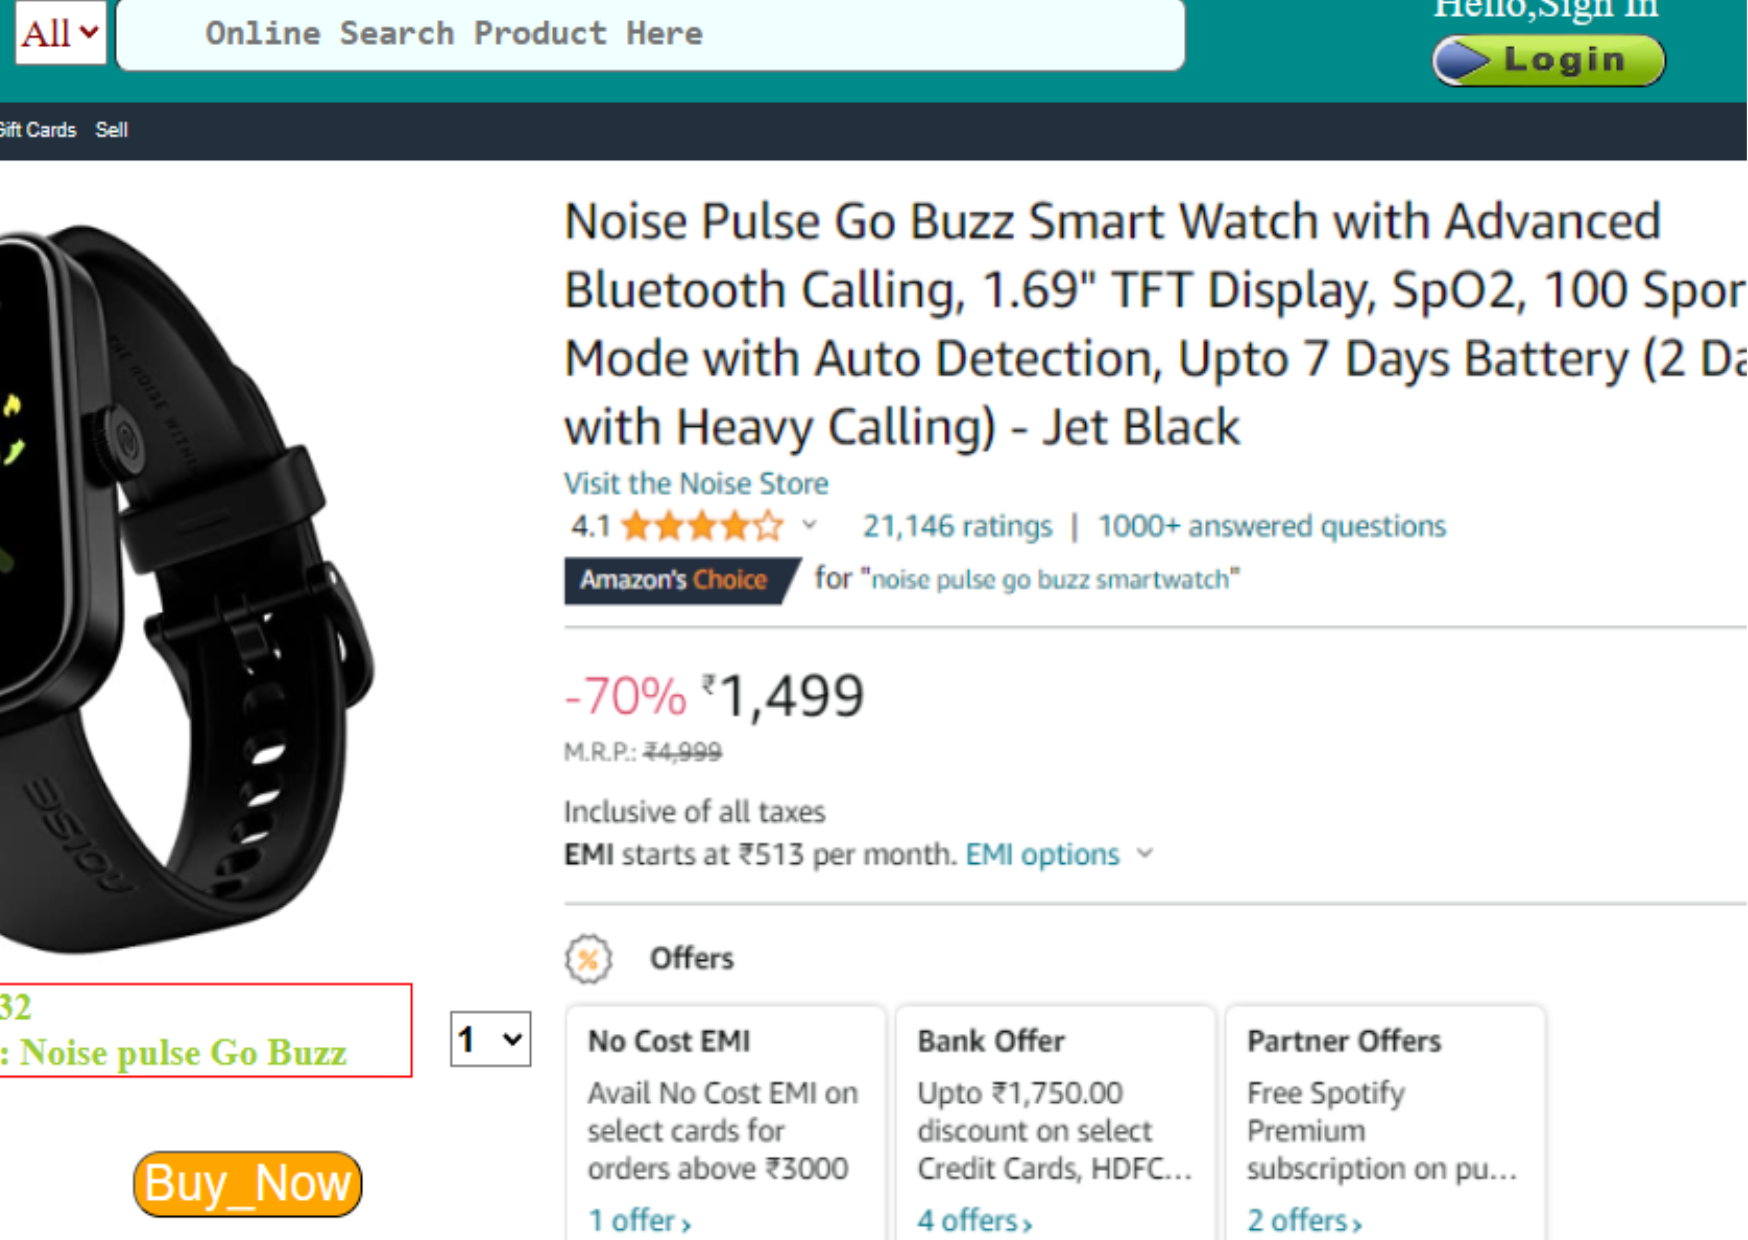 Hello,Sign In
All
Online Search Product Here
Login
Gift Cards Sell
Noise Pulse Go Buzz Smart Watch with Advanced
Bluetooth Calling, 1.69" TFT Display, SpO2, 100 Spor
Mode with Auto Detection, Upto 7 Days Battery (2 Da
with Heavy Calling) - Jet Black
Visit the Noise Store
4.1 21,146 ratings | 1000+ answered questions
Amazon's Choice for "noise pulse go buzz smartwatch"
-70% ₹1,499
M.R.P.: ₹4,999
Inclusive of all taxes
EMI starts at ₹513 per month. EMI options
% Offers
No Cost EMI
Avail No Cost EMI on
select cards for
orders above ₹3000
1 offer ›
Bank Offer
Upto ₹1,750.00
discount on select
Credit Cards, HDFC...
4 offers ›
Partner Offers
Free Spotify
Premium
subscription on pu...
2 offers ›
THE NOISE WITHIN
NOISE
32
: Noise pulse Go Buzz
1
Buy_Now